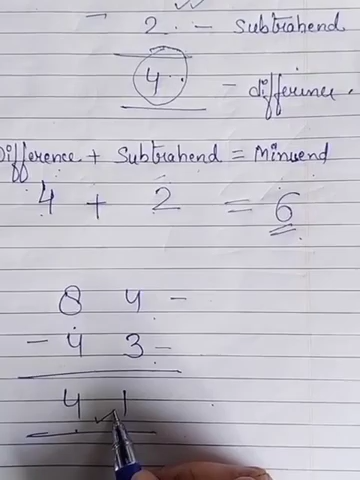 - 2 - Subtrahend
4 - difference.
Difference + Subtrahend = Minuend
4 + 2 = 6
8 4 -
- 4 3 -
4 1